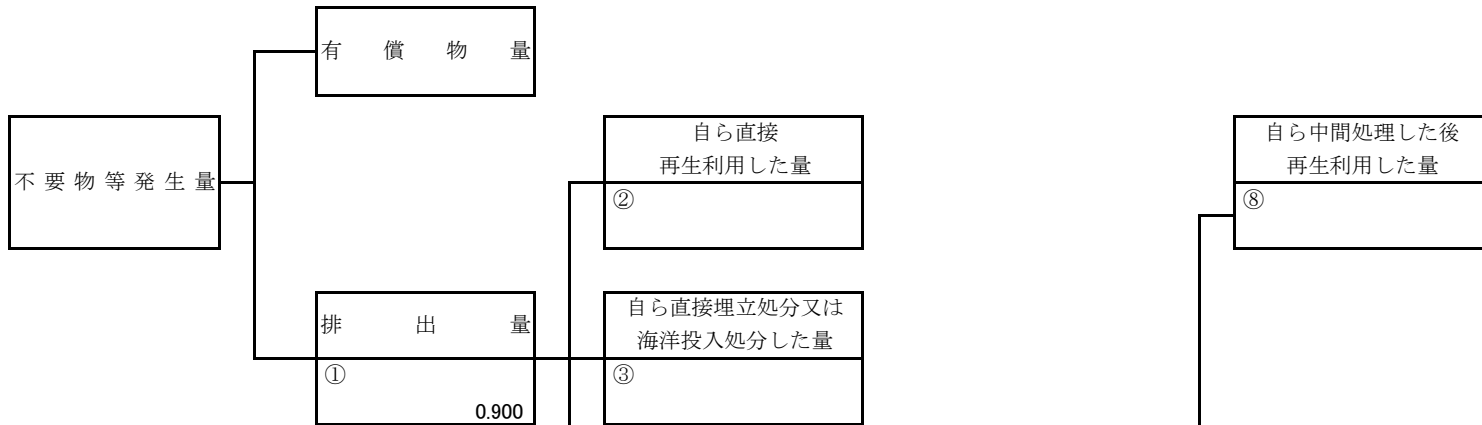 有償物量
不要物等発生量
自ら直接
再生利用した量
②
自ら中間処理した後
再生利用した量
⑧
排出量
①
0.900
自ら直接埋立処分又は
海洋投入処分した量
③